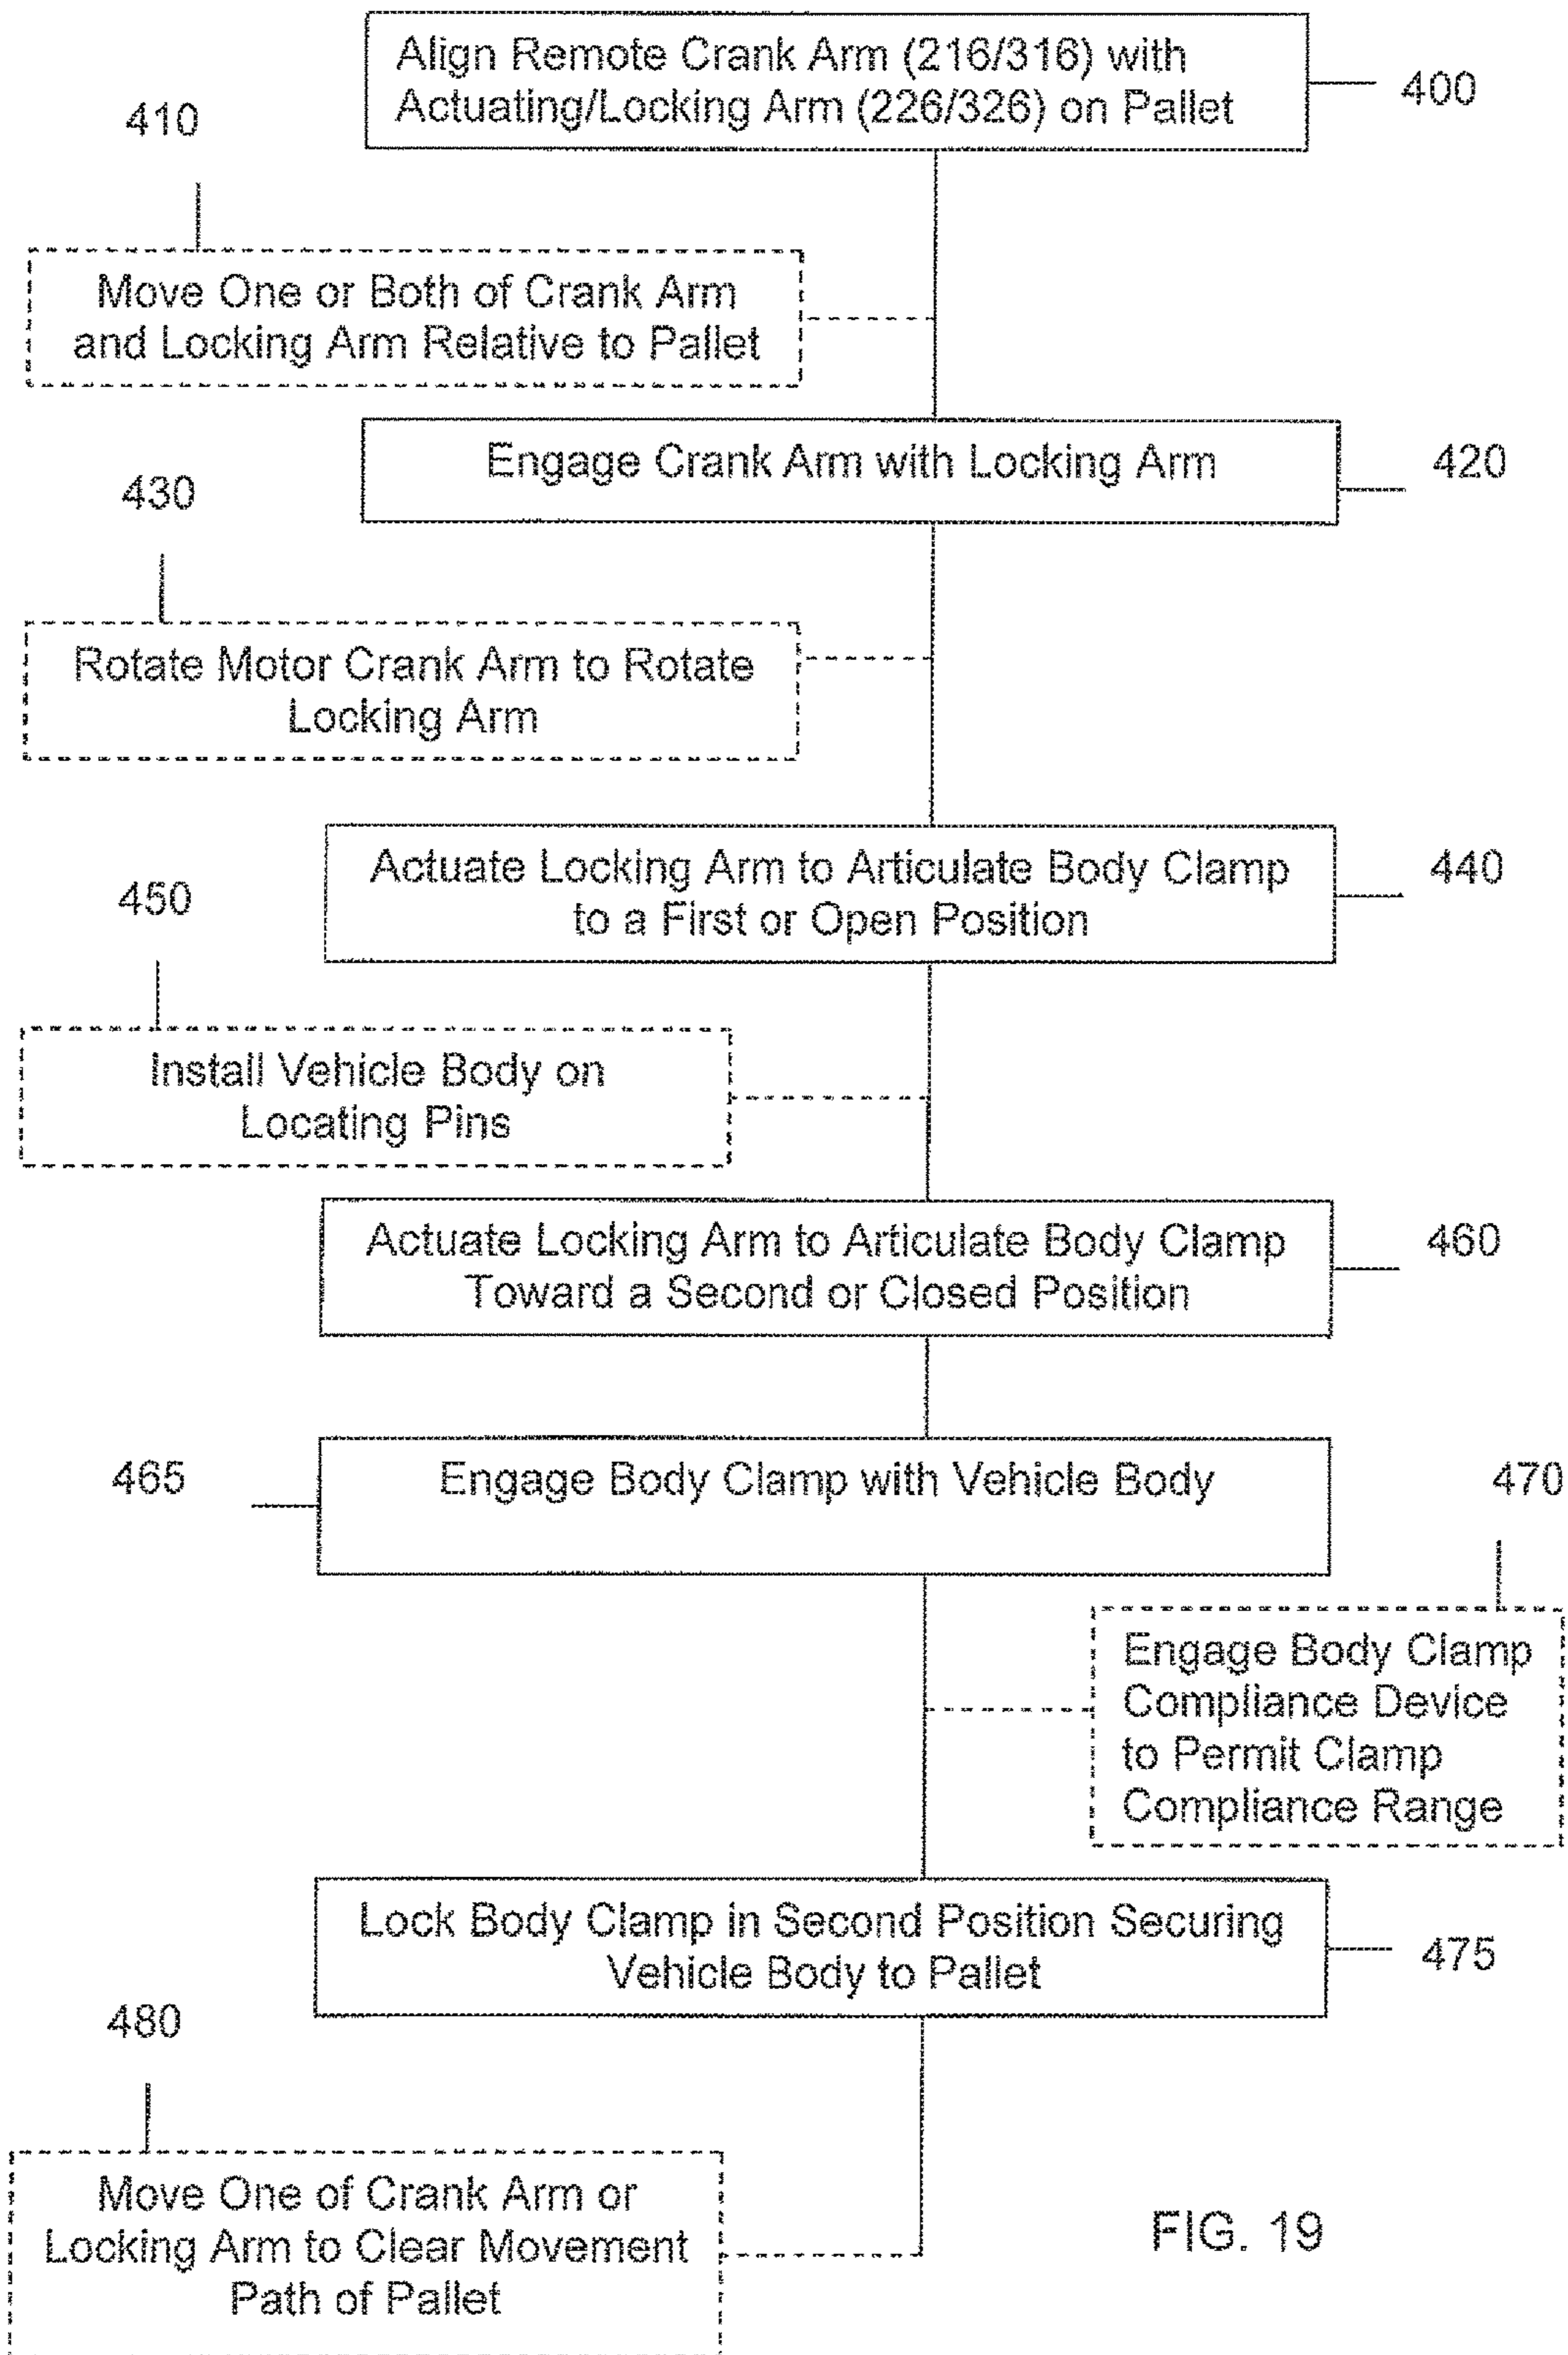 Align Remote Crank Arm (216/316) with
Actuating/Locking Arm (226/326) on Pallet
400
410
Move One or Both of Crank Arm
and Locking Arm Relative to Pallet
Engage Crank Arm with Locking Arm
420
430
Rotate Motor Crank Arm to Rotate
Locking Arm
Actuate Locking Arm to Articulate Body Clamp
to a First or Open Position
440
450
Install Vehicle Body on
Locating Pins
Actuate Locking Arm to Articulate Body Clamp
Toward a Second or Closed Position
460
465
Engage Body Clamp with Vehicle Body
470
Engage Body Clamp
Compliance Device
to Permit Clamp
Compliance Range
Lock Body Clamp in Second Position Securing
Vehicle Body to Pallet
475
480
Move One of Crank Arm or
Locking Arm to Clear Movement
Path of Pallet
FIG. 19